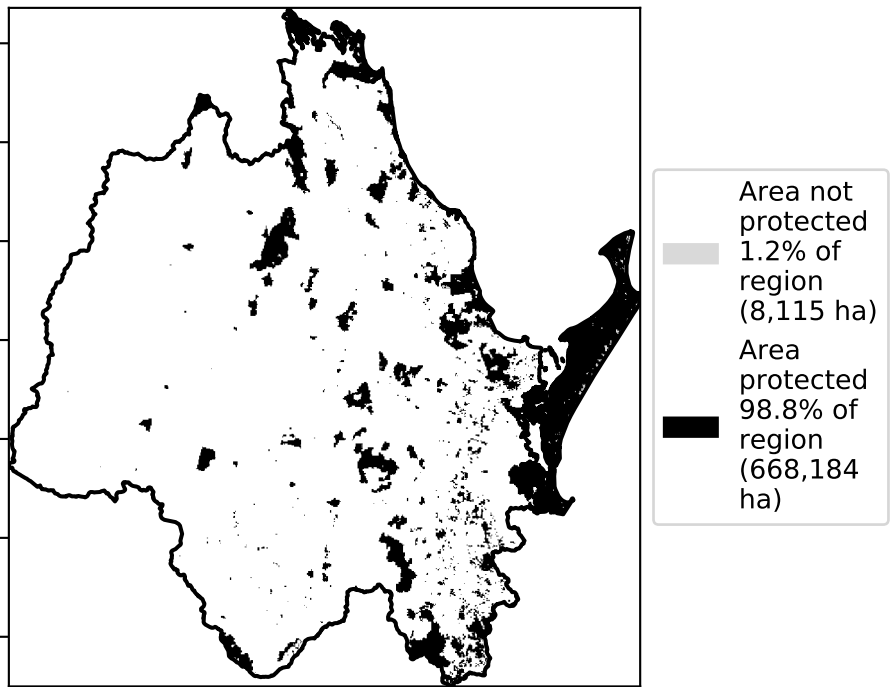 Area not
protected
1.2% of
region
(8,115 ha)
Area
protected
98.8% of
region
(668,184
ha)